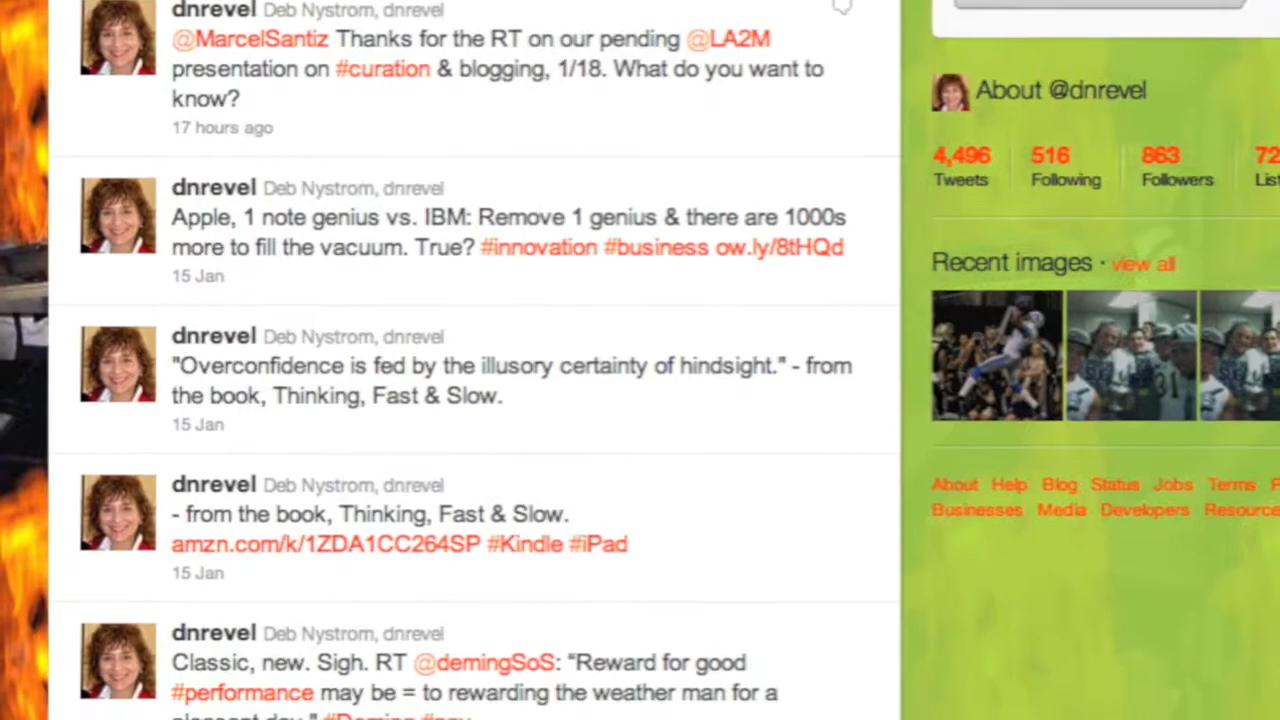 dnrevel Deb Nystrom, dnrevel
@MarcelSantiz Thanks for the RT on our pending @LA2M
presentation on #curation & blogging, 1/18. What do you want to
know?
17 hours ago
dnrevel Deb Nystrom, dnrevel
Apple, 1 note genius vs. IBM: Remove 1 genius & there are 1000s
more to fill the vacuum. True? #innovation #business ow.ly/8tHQd
15 Jan
dnrevel Deb Nystrom, dnrevel
"Overconfidence is fed by the illusory certainty of hindsight." - from
the book, Thinking, Fast & Slow.
15 Jan
dnrevel Deb Nystrom, dnrevel
- from the book, Thinking, Fast & Slow.
amzn.com/k/1ZDA1CC264SP #Kindle #iPad
15 Jan
dnrevel Deb Nystrom, dnrevel
Classic, new. Sigh. RT @demingSoS: “Reward for good
#performance may be = to rewarding the weather man for a
About @dnrevel
4,496 516 863 72
Tweets Following Followers List
Recent images · view all
About Help Blog Status Jobs Terms P
Businesses Media Developers Resource